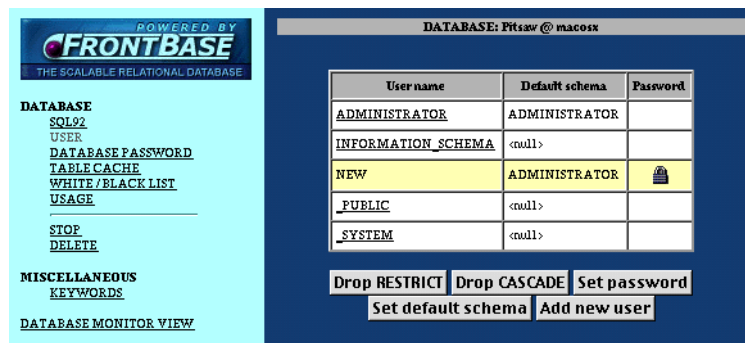 POWERED BY
FRONTBASE
THE SCALABLE RELATIONAL DATABASE
DATABASE
SQL92
USER
DATABASE PASSWORD
TABLE CACHE
WHITE / BLACK LIST
USAGE
STOP
DELETE
MISCELLANEOUS
KEYWORDS
DATABASE MONITOR VIEW
DATABASE: Pitsaw @ macosx
User name Default schema Password
ADMINISTRATOR ADMINISTRATOR
INFORMATION_SCHEMA <null>
NEW ADMINISTRATOR
_PUBLIC <null>
_SYSTEM <null>
Drop RESTRICT Drop CASCADE Set password
Set default schema Add new user